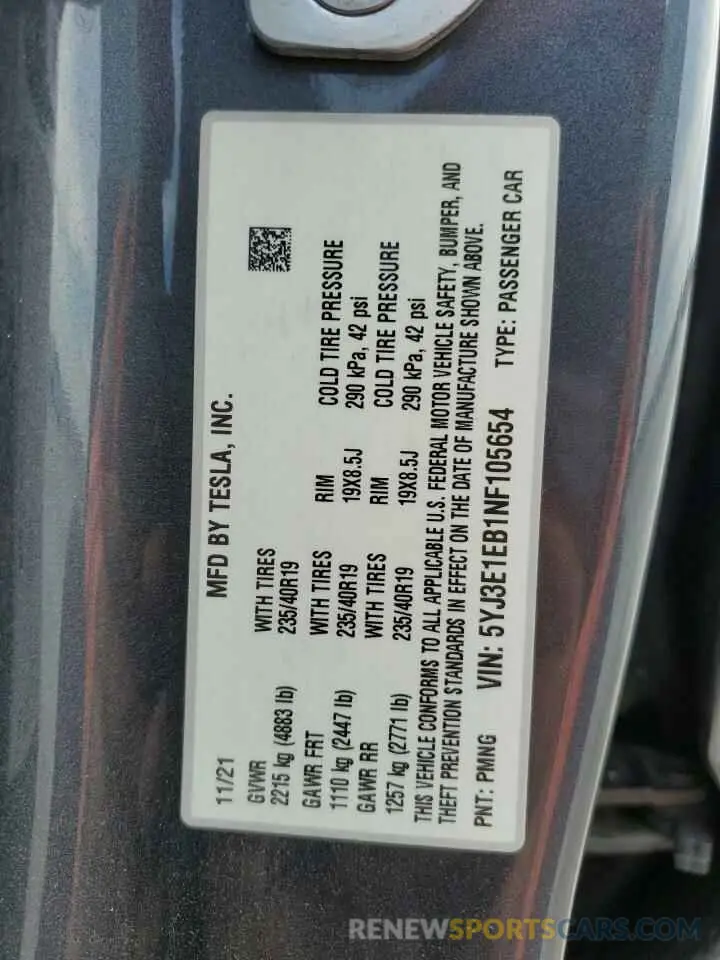 MFD BY TESLA, INC.
11/21
GVWR WITH TIRES
2215 kg (4883 lb) 235/40R19
GAWR FRT WITH TIRES RIM COLD TIRE PRESSURE
1110 kg (2447 lb) 235/40R19 19X8.5J 290 kPa, 42 psi
GAWR RR WITH TIRES RIM COLD TIRE PRESSURE
1257 kg (2771 lb) 235/40R19 19X8.5J 290 kPa, 42 psi
THIS VEHICLE CONFORMS TO ALL APPLICABLE U.S. FEDERAL MOTOR VEHICLE SAFETY, BUMPER, AND
THEFT PREVENTION STANDARDS IN EFFECT ON THE DATE OF MANUFACTURE SHOWN ABOVE.
PNT: PMNG VIN: 5YJ3E1EB1NF105654 TYPE: PASSENGER CAR
RENEWSPORTSCARS.COM